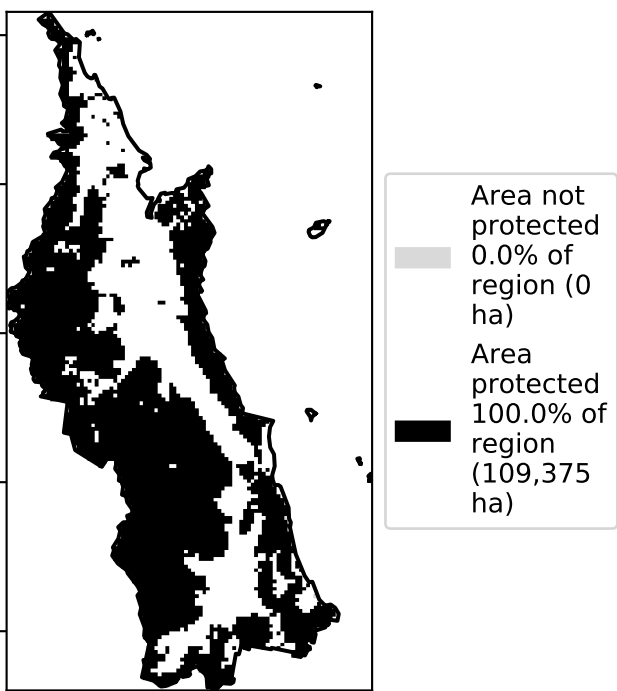 Area not
protected
0.0% of
region (0
ha)
Area
protected
100.0% of
region
(109,375
ha)